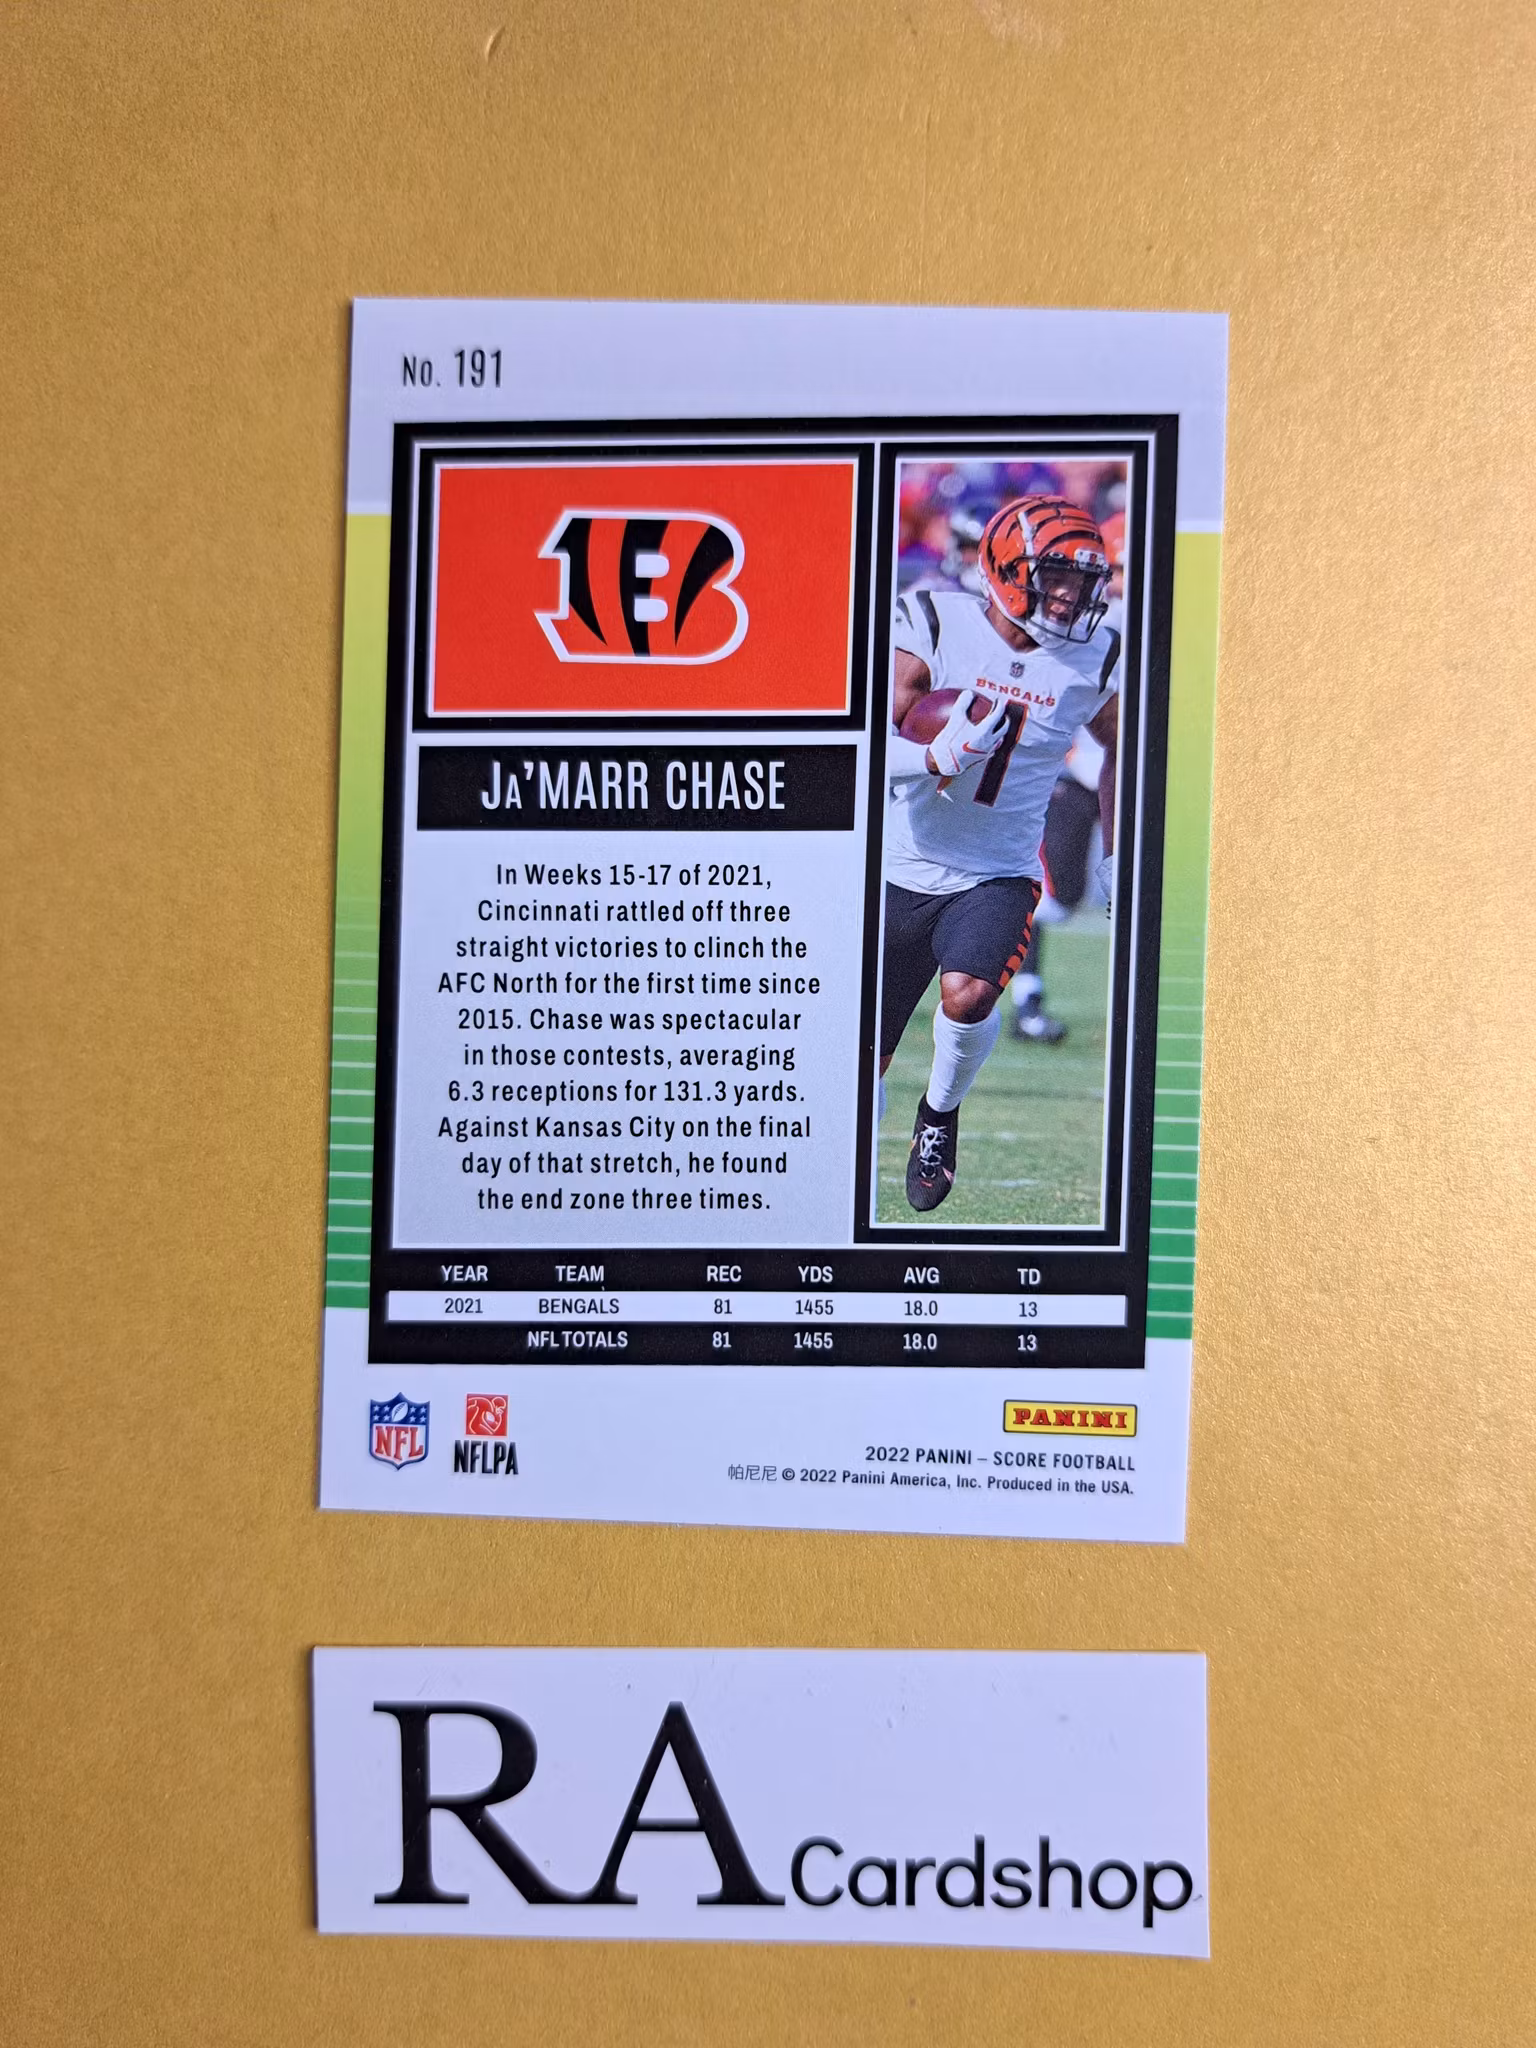 No. 191
BENGALS
1
JA'MARR CHASE
In Weeks 15-17 of 2021,
Cincinnati rattled off three
straight victories to clinch the
AFC North for the first time since
2015. Chase was spectacular
in those contests, averaging
6.3 receptions for 131.3 yards.
Against Kansas City on the final
day of that stretch, he found
the end zone three times.
YEAR TEAM REC YDS AVG TD
2021 BENGALS 81 1455 18.0 13
NFL TOTALS 81 1455 18.0 13
NFL
NFLPA
PANINI
2022 PANINI – SCORE FOOTBALL
帕尼尼 © 2022 Panini America, Inc. Produced in the USA.
RA Cardshop